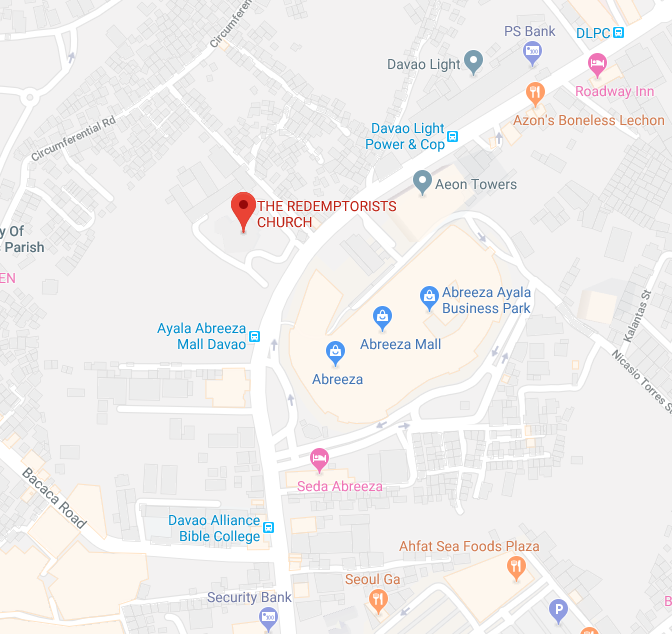 Circumferential
PS Bank
DLPC
Davao Light
Roadway Inn
Azon's Boneless Lechon
Circumferential Rd
Davao Light
Power & Cop
Aeon Towers
THE REDEMPTORISTS
CHURCH
y Of
Parish
EN
Abreeza Ayala
Business Park
Kalantas St
Ayala Abreeza
Mall Davao
Abreeza Mall
Nicasio Torres St
Abreeza
Seda Abreeza
Bacaca Road
Davao Alliance
Bible College
Ahfat Sea Foods Plaza
Seoul Ga
Security Bank
P
B